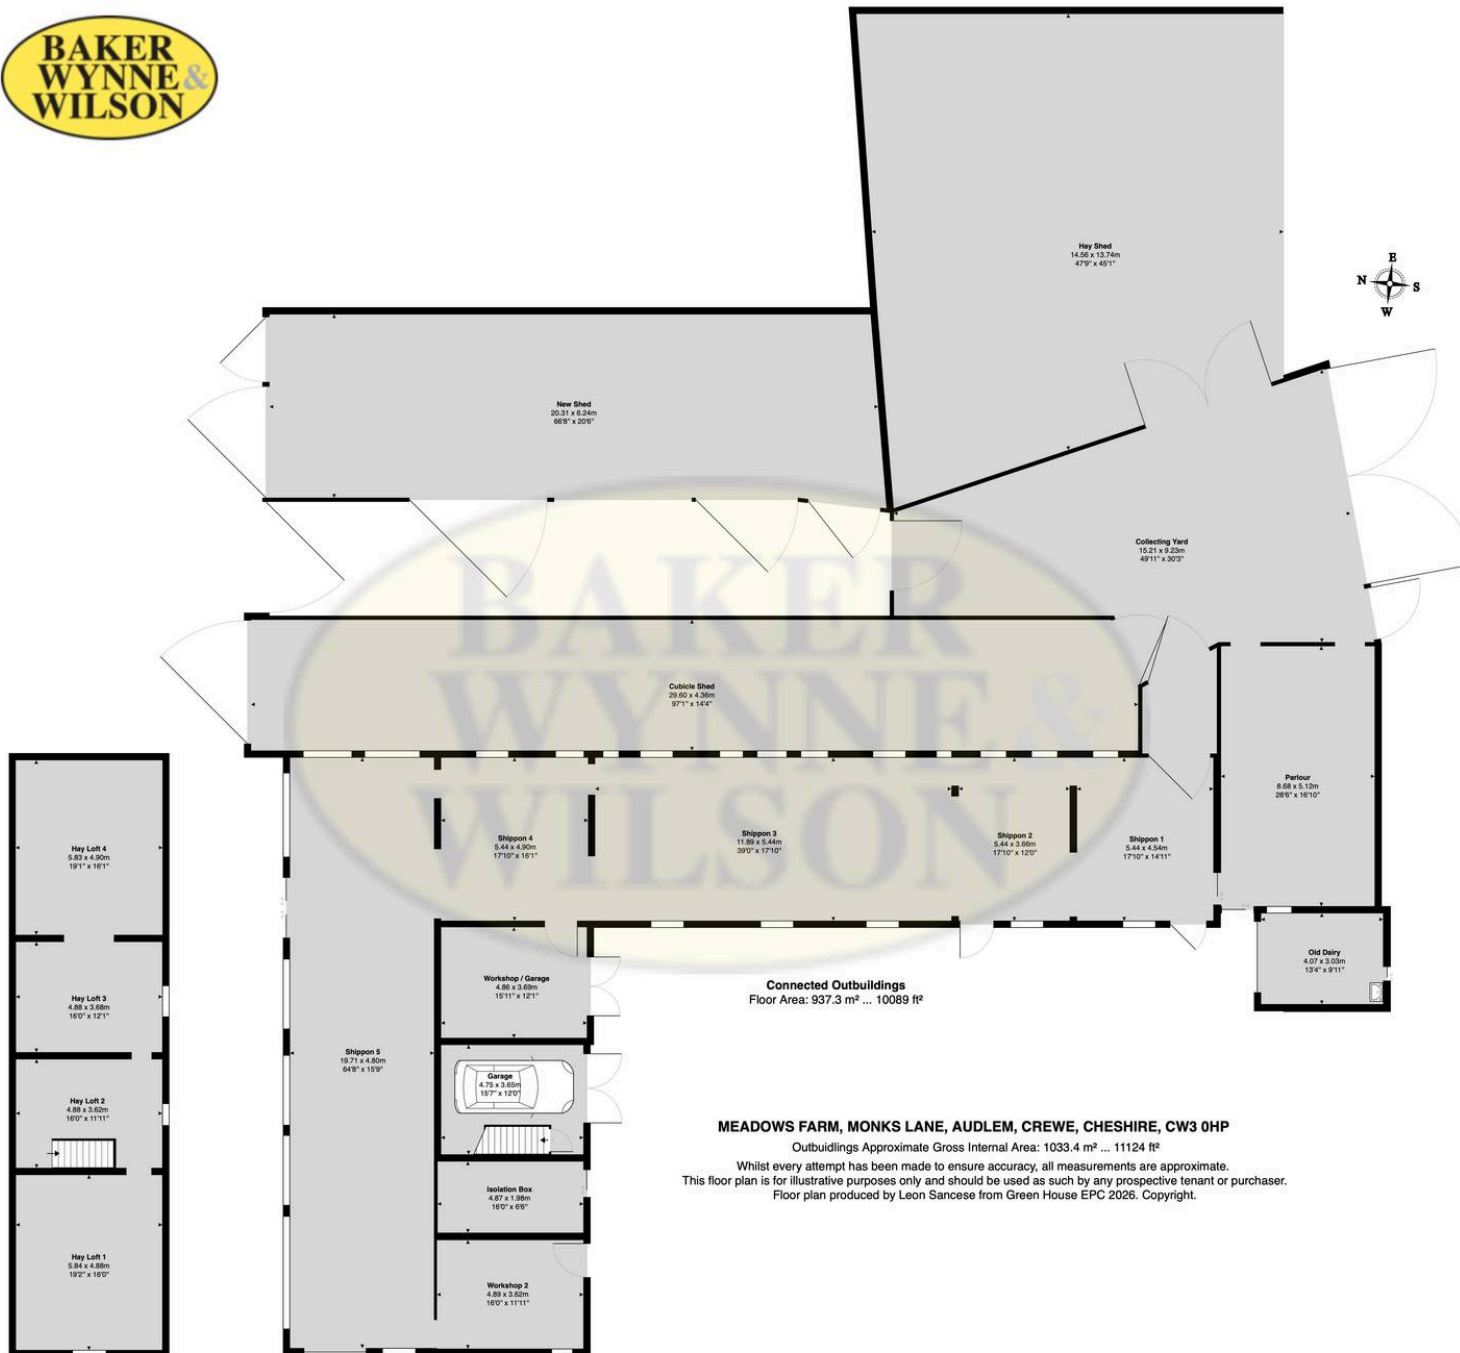 BAKER
WYNNE &
WILSON
Hay Shed
14.56 x 13.74m
47'9" x 45'1"
E
N
S
W
New Shed
20.31 x 6.24m
66'8" x 20'6"
Collecting Yard
15.21 x 9.23m
49'11" x 30'3"
BAKER
WYNNE &
WILSON
Cubicle Shed
29.60 x 4.36m
97'1" x 14'4"
Parlour
8.68 x 5.12m
28'6" x 16'10"
Shippon 4
5.44 x 4.90m
17'10" x 16'1"
Shippon 3
11.89 x 5.44m
39'0" x 17'10"
Shippon 2
5.44 x 3.66m
17'10" x 12'0"
Shippon 1
5.44 x 4.54m
17'10" x 14'11"
Hay Loft 4
5.83 x 4.90m
19'1" x 16'1"
Old Dairy
4.07 x 3.03m
13'4" x 9'11"
Workshop / Garage
4.86 x 3.69m
15'11" x 12'1"
Connected Outbuildings
Floor Area: 937.3 m² ... 10089 ft²
Hay Loft 3
4.88 x 3.68m
16'0" x 12'1"
Shippon 5
19.71 x 4.80m
64'8" x 15'9"
Garage
4.75 x 3.65m
15'7" x 12'0"
Hay Loft 2
4.88 x 3.62m
16'0" x 11'11"
MEADOWS FARM, MONKS LANE, AUDLEM, CREWE, CHESHIRE, CW3 0HP
Outbuidlings Approximate Gross Internal Area: 1033.4 m² ... 11124 ft²
Whilst every attempt has been made to ensure accuracy, all measurements are approximate.
This floor plan is for illustrative purposes only and should be used as such by any prospective tenant or purchaser.
Floor plan produced by Leon Sancese from Green House EPC 2026. Copyright.
Isolation Box
4.87 x 1.98m
16'0" x 6'6"
Hay Loft 1
5.84 x 4.88m
19'2" x 16'0"
Workshop 2
4.89 x 3.62m
16'0" x 11'11"